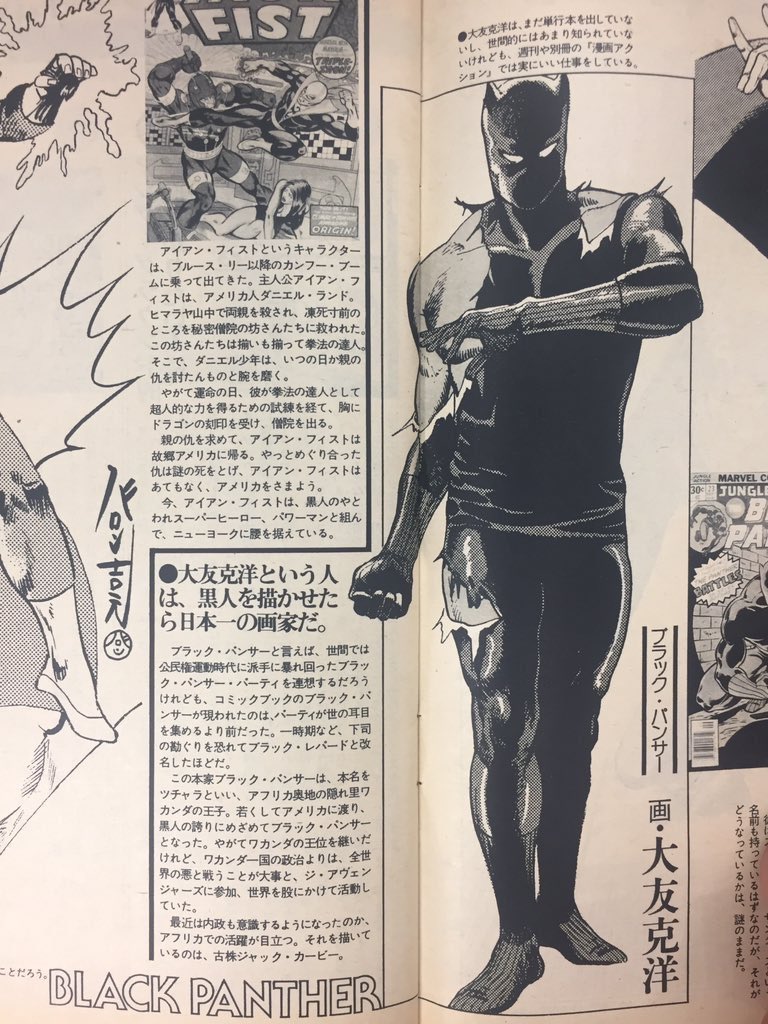 FIST
TRIPLE-
ORIGIN!
アイアン・フィストというキャラクター
は、ブルース・リー以降のカンフー・ブー
ムに乗って出てきた。主人公アイアン・フ
ィストは、アメリカ人ダニエル・ランド。
ヒマラヤ山中で両親を殺され、凍死寸前の
ところを秘密僧院の坊さんたちに救われた。
この坊さんたちは揃いも揃って拳法の達人。
そこで、ダニエル少年は、いつの日か親の
仇を討たんものと腕を磨く。
やがて運命の日、彼が拳法の達人として
超人的な力を得るための試練を経て、胸に
ドラゴンの刻印を受け、僧院を出る。
親の仇を求めて、アイアン・フィストは
故郷アメリカに帰る。やっとめぐり合った
仇は謎の死をとげ、アイアン・フィストは
あてもなく、アメリカをさまよう。
今、アイアン・フィストは、黒人のやと
われスーパーヒーロー、パワーマンと組ん
で、ニューヨークに腰を据えている。
●大友克洋という人
は、黒人を描かせた
ら日本一の画家だ。
ブラック・パンサーと言えば、世間では
公民権運動時代に派手に暴れ回ったブラッ
ク・パンサー・パーティを連想するだろう
けれども、コミックブックのブラック・パ
ンサーが現われたのは、パーティが世の耳目
を集めるより前だった。一時期など、下司
の勘ぐりを恐れてブラック・レパードと改
名したほどだ。
この本家ブラック・パンサーは、本名を
ツチャラといい、アフリカ奥地の隠れ里ワ
カンダの王子。若くしてアメリカに渡り、
黒人の誇りにめざめてブラック・パンサー
となった。やがてワカンダの王位を継いだ
けれど、ワカンダ一国の政治よりは、全世
界の悪と戦うことが大事と、ジ・アヴェン
ジャーズに参加、世界を股にかけて活動し
ていた。
最近は内政も意識するようになったのか、
アフリカでの活躍が目立つ。それを描いて
いるのは、古株ジャック・カービー。
ことだろう。
BLACK PANTHER
●大友克洋は、まだ単行本を出していな
いし、世間的にはあまり知られていな
いけれども、週刊や別冊の「漫画アク
ション」では実にいい仕事をしている。
ブラック・パンサー
画・大友克洋
JUNGLE
ACTION
MARVEL CO
30¢
JUNGL
BL
PA
BATTLES!
名前も持っているはずなのだが、それが
どうなっているかは、謎のままだ。